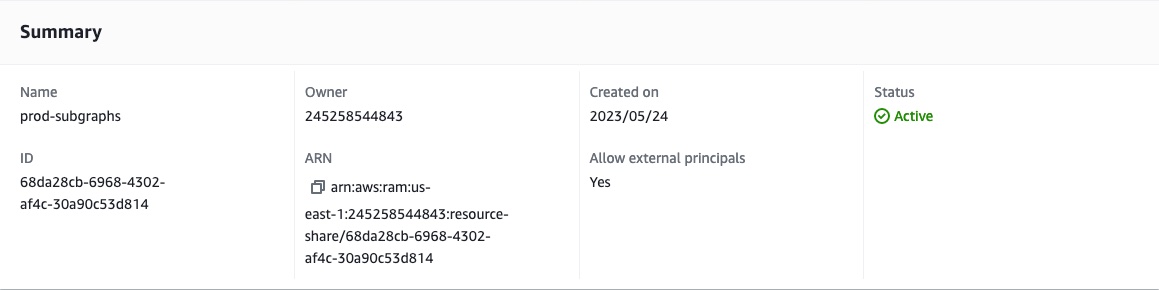 Summary
Name
prod-subgraphs
ID
68da28cb-6968-4302-
af4c-30a90c53d814
Owner
245258544843
ARN
arn:aws:ram:us-
east-1:245258544843:resource-
share/68da28cb-6968-4302-
af4c-30a90c53d814
Created on
2023/05/24
Allow external principals
Yes
Status
Active